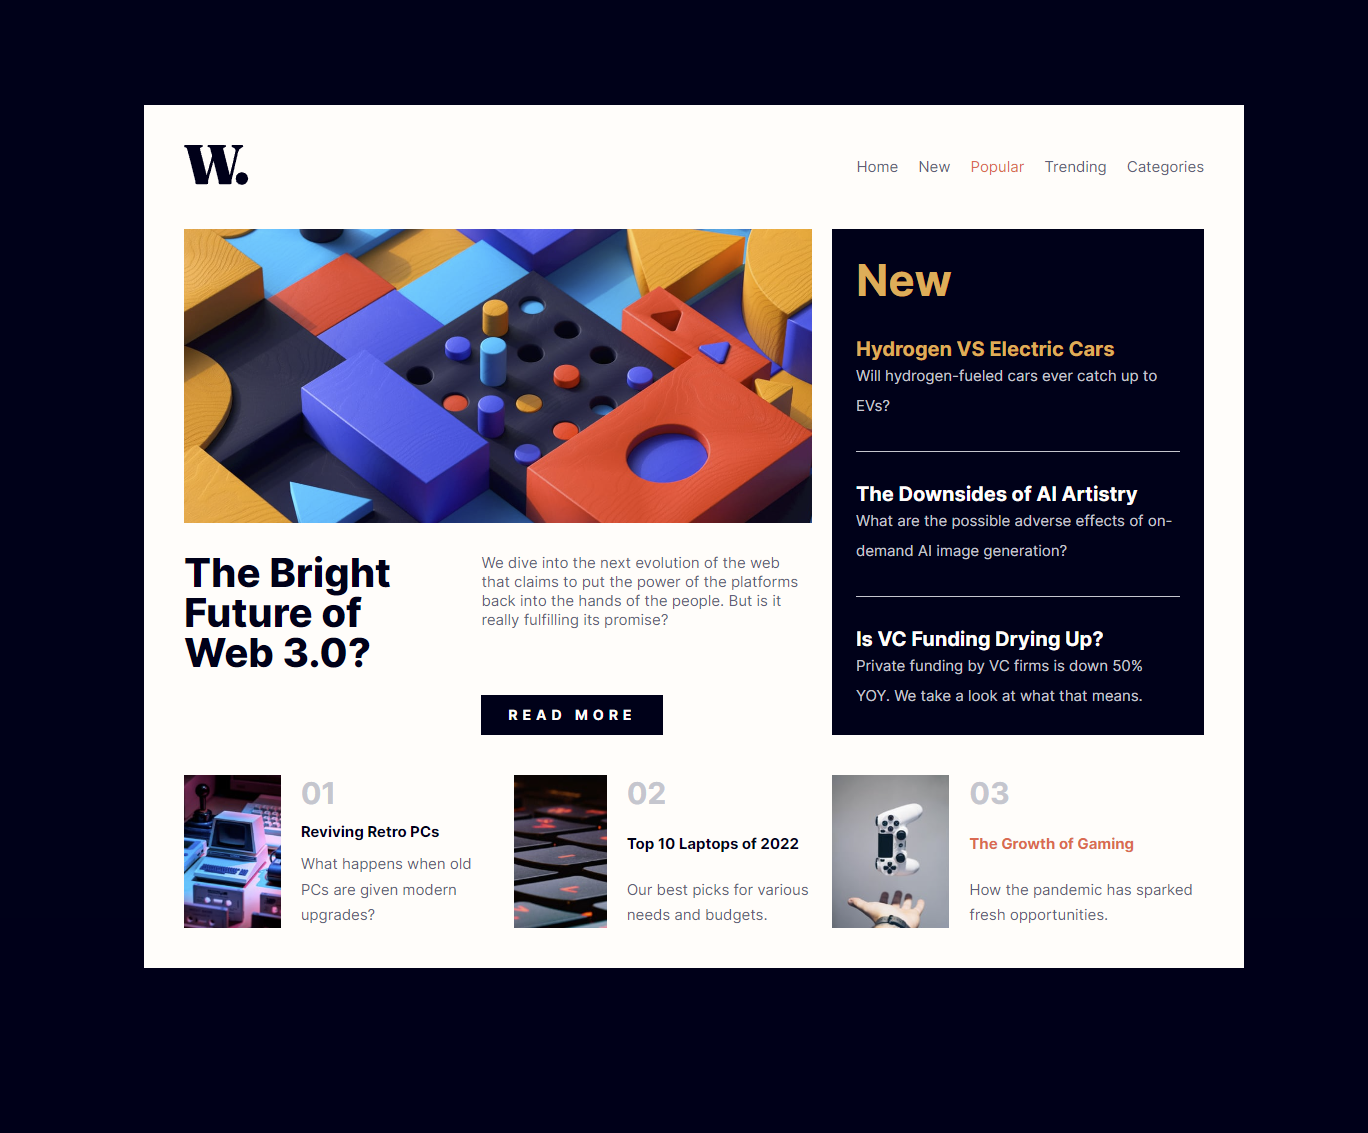 W.
Home New Popular Trending Categories
New
Hydrogen VS Electric Cars
Will hydrogen-fueled cars ever catch up to
EVs?
The Downsides of AI Artistry
What are the possible adverse effects of on-
demand AI image generation?
Is VC Funding Drying Up?
Private funding by VC firms is down 50%
YOY. We take a look at what that means.
The Bright
Future of
Web 3.0?
We dive into the next evolution of the web
that claims to put the power of the platforms
back into the hands of the people. But is it
really fulfilling its promise?
READ MORE
01
Reviving Retro PCs
What happens when old
PCs are given modern
upgrades?
02
Top 10 Laptops of 2022
Our best picks for various
needs and budgets.
03
The Growth of Gaming
How the pandemic has sparked
fresh opportunities.